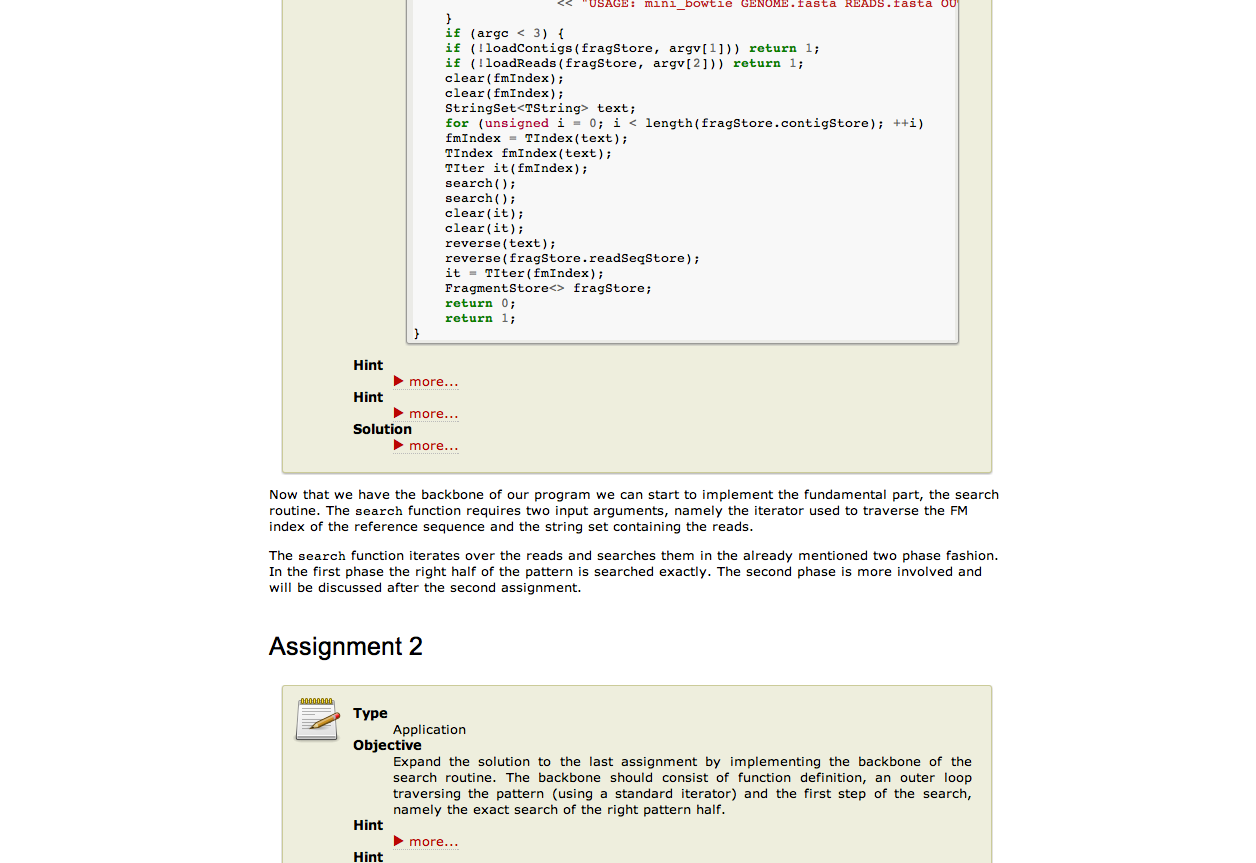 << "USAGE: mini_bowtie GENOME.fasta READS.fasta OU
}
if (argc < 3) {
if (!loadContigs(fragStore, argv[1])) return 1;
if (!loadReads(fragStore, argv[2])) return 1;
clear(fmIndex);
clear(fmIndex);
StringSet<TString> text;
for (unsigned i = 0; i < length(fragStore.contigStore); ++i)
fmIndex = TIndex(text);
TIndex fmIndex(text);
TIter it(fmIndex);
search();
search();
clear(it);
clear(it);
reverse(text);
reverse(fragStore.readSeqStore);
it = TIter(fmIndex);
FragmentStore<> fragStore;
return 0;
return 1;
}
Hint
more...
Hint
more...
Solution
more...
Now that we have the backbone of our program we can start to implement the fundamental part, the search
routine. The search function requires two input arguments, namely the iterator used to traverse the FM
index of the reference sequence and the string set containing the reads.
The search function iterates over the reads and searches them in the already mentioned two phase fashion.
In the first phase the right half of the pattern is searched exactly. The second phase is more involved and
will be discussed after the second assignment.
Assignment 2
Type
Application
Objective
Expand the solution to the last assignment by implementing the backbone of the
search routine. The backbone should consist of function definition, an outer loop
traversing the pattern (using a standard iterator) and the first step of the search,
namely the exact search of the right pattern half.
Hint
more...
Hint